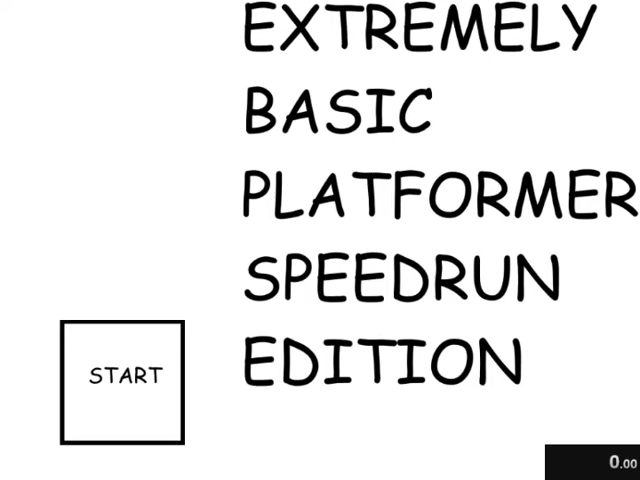 EXTREMELY
BASIC
PLATFORMER
SPEEDRUN
EDITION
START
0.00